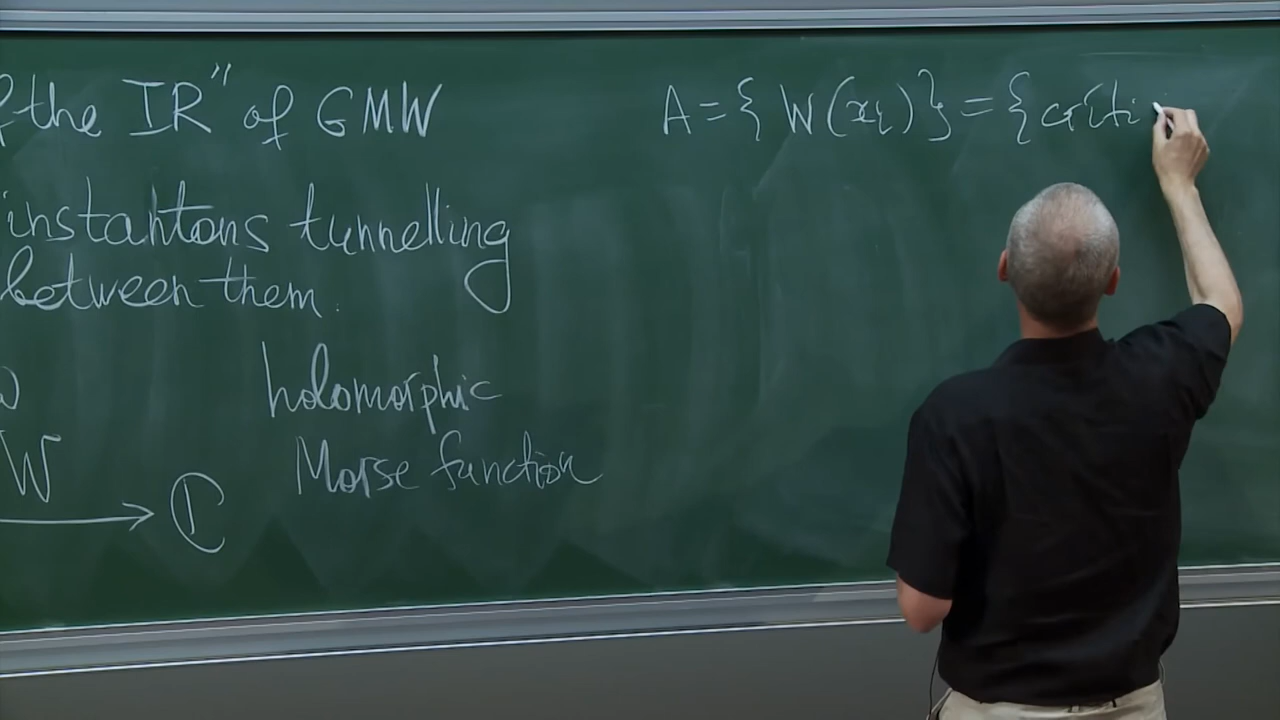 f the IR" of GMW
instantons tunnelling
between them.
holomorphic
W Morse function
→ ℂ
A = { W(x_i) } = { criti